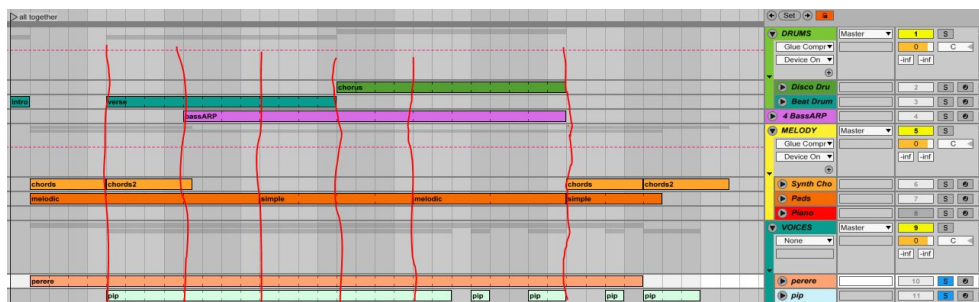 all together
Set
DRUMS Master 1 S
Glue Compr 0 C
Device On -inf -inf
chorus Disco Dru 2 S
intro verse Beat Drum 3 S
bassARP 4 BassARP 4 S
MELODY Master 5 S
Glue Compr 0 C
Device On -inf -inf
chords chords2 chords chords2 Synth Cho 6 S
melodic simple melodic simple Pads 7 S
Piano 8 S
VOICES Master 9 S
None 0 C
-inf -inf
perere perere 10 S
pip pip pip pip pip pip 11 S